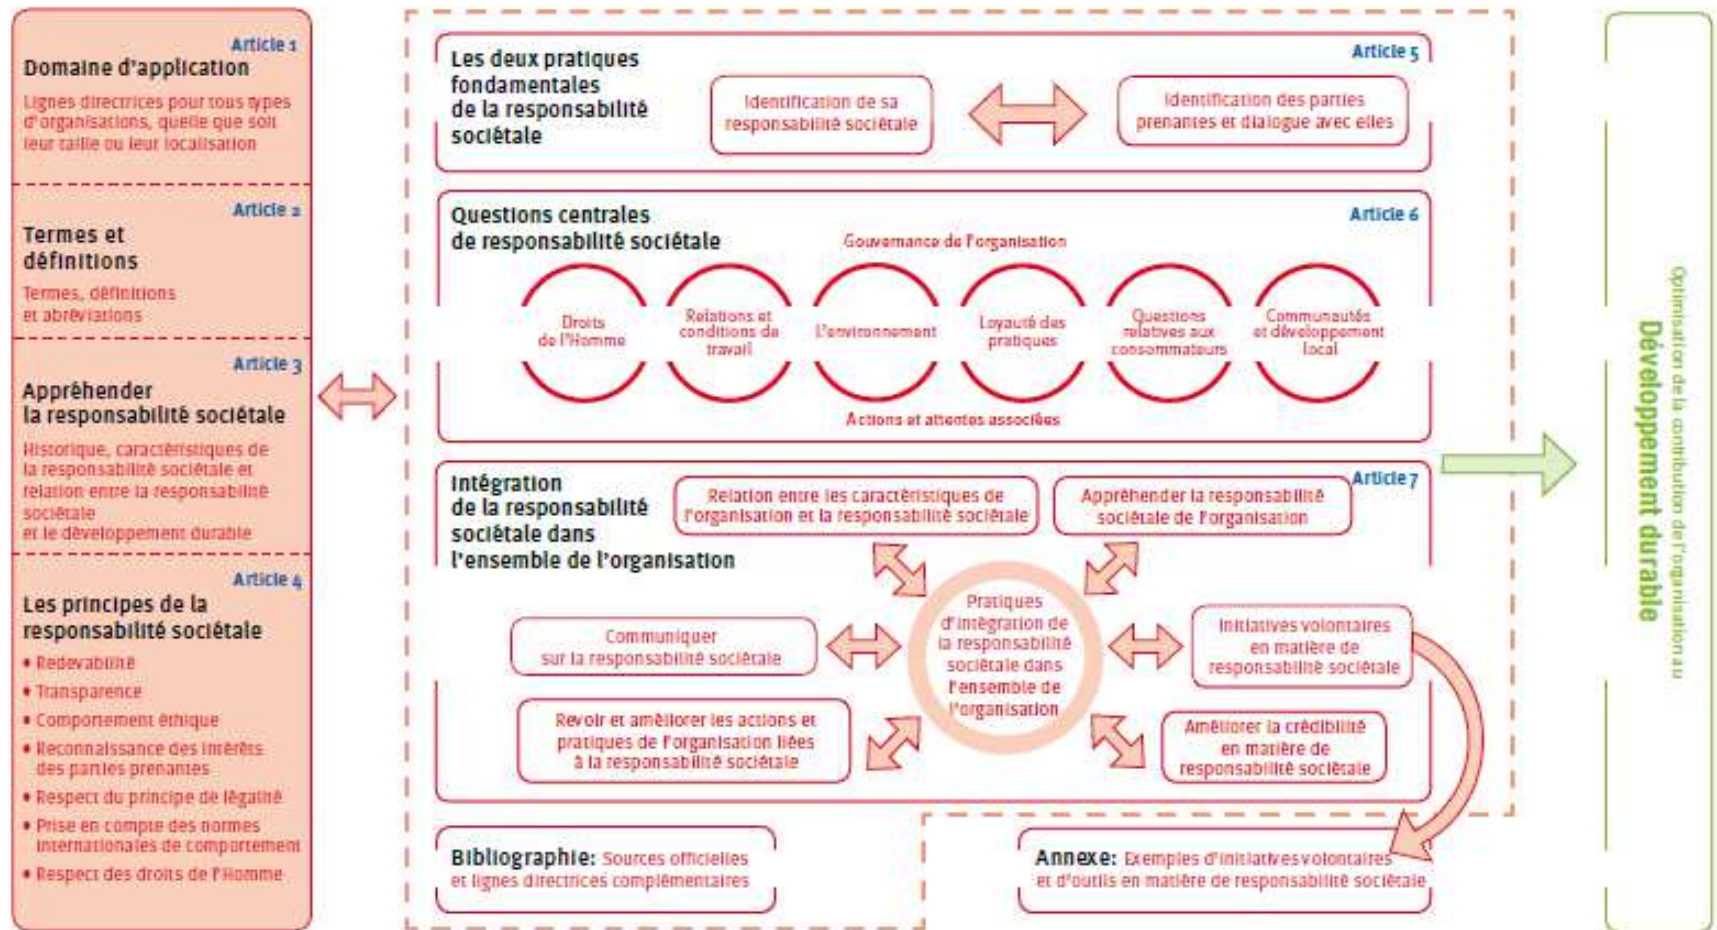 Article 1
Domaine d'application
Lignes directrices pour tous types
d'organisations, quelle que soit
leur taille ou leur localisation
Article 2
Termes et
définitions
Termes, définitions
et abréviations
Article 3
Appréhender
la responsabilité sociétale
Historique, caractéristiques de
la responsabilité sociétale et
relation entre la responsabilité
sociétale
et le développement durable
Article 4
Les principes de la
responsabilité sociétale
• Redevabilité
• Transparence
• Comportement éthique
• Reconnaissance des intérêts
des parties prenantes
• Respect du principe de légalité
• Prise en compte des normes
internationales de comportement
• Respect des droits de l'Homme
Article 5
Les deux pratiques
fondamentales
de la responsabilité
sociétale
Identification de sa
responsabilité sociétale
Identification des parties
prenantes et dialogue avec elles
Article 6
Questions centrales
de responsabilité sociétale
Gouvernance de l'organisation
Droits
de l'Homme
Relations et
conditions de
travail
L'environnement
Loyauté des
pratiques
Questions
relatives aux
consommateurs
Communautés
et développement
local
Actions et attentes associées
Article 7
Intégration
de la responsabilité
sociétale dans
l'ensemble de l'organisation
Relation entre les caractéristiques de
l'organisation et la responsabilité sociétale
Appréhender la responsabilité
sociétale de l'organisation
Pratiques
d'intégration de
la responsabilité
sociétale dans
l'ensemble de
l'organisation
Communiquer
sur la responsabilité sociétale
Initiatives volontaires
en matière de
responsabilité sociétale
Revoir et améliorer les actions et
pratiques de l'organisation liées
à la responsabilité sociétale
Améliorer la crédibilité
en matière de
responsabilité sociétale
Bibliographie: Sources officielles
et lignes directrices complémentaires
Annexe: Exemples d'initiatives volontaires
et d'outils en matière de responsabilité sociétale
Optimisation de la contribution de l'organisation au
Développement durable